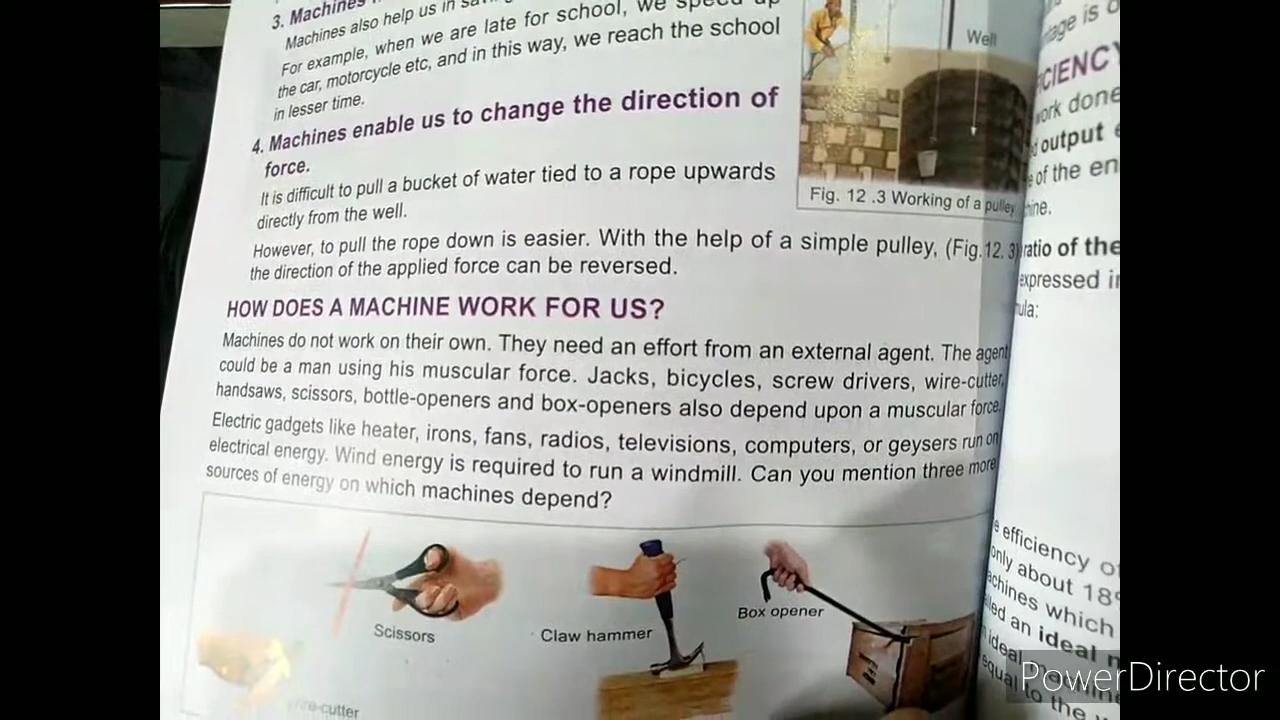 3. Machines
Machines also help us in
For example, when we are late for school, we speed up
the car, motorcycle etc, and in this way, we reach the school
in lesser time.
4. Machines enable us to change the direction of
force.
It is difficult to pull a bucket of water tied to a rope upwards
directly from the well.
However, to pull the rope down is easier. With the help of a simple pulley, (Fig.12. 3)
the direction of the applied force can be reversed.
Well
Fig. 12 .3 Working of a pulley
HOW DOES A MACHINE WORK FOR US?
Machines do not work on their own. They need an effort from an external agent. The agent
could be a man using his muscular force. Jacks, bicycles, screw drivers, wire-cutter,
handsaws, scissors, bottle-openers and box-openers also depend upon a muscular force.
Electric gadgets like heater, irons, fans, radios, televisions, computers, or geysers run on
electrical energy. Wind energy is required to run a windmill. Can you mention three more
sources of energy on which machines depend?
Scissors
Claw hammer
Box opener
wire-cutter
work done
output
of the
ratio of the
expressed
efficiency
only about 18
which
an ideal
ideal
equal to the
PowerDirector